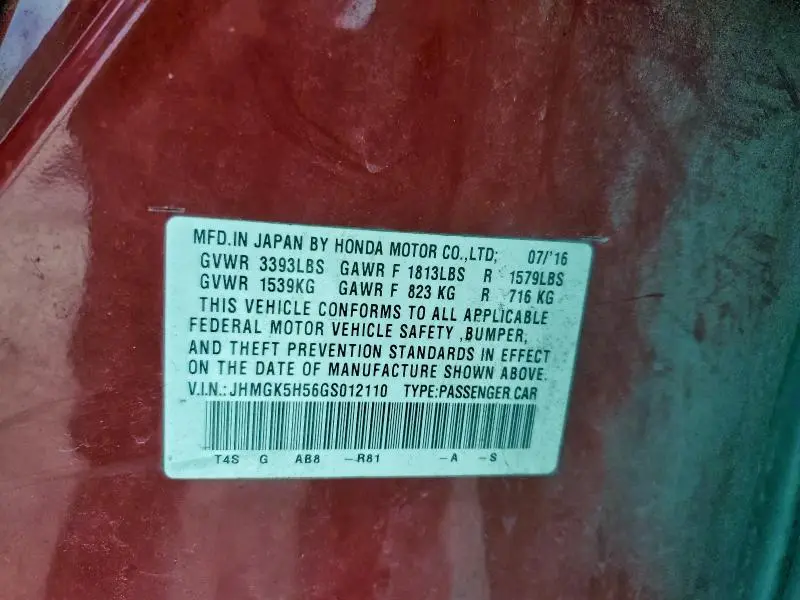 MFD.IN JAPAN BY HONDA MOTOR CO.,LTD; 07/'16
GVWR 3393LBS GAWR F 1813LBS R 1579LBS
GVWR 1539KG GAWR F 823 KG R 716 KG
THIS VEHICLE CONFORMS TO ALL APPLICABLE
FEDERAL MOTOR VEHICLE SAFETY ,BUMPER,
AND THEFT PREVENTION STANDARDS IN EFFECT
ON THE DATE OF MANUFACTURE SHOWN ABOVE.
V.I.N.:JHMGK5H56GS012110 TYPE:PASSENGER CAR
T4S G AB8 -R81 -A -S